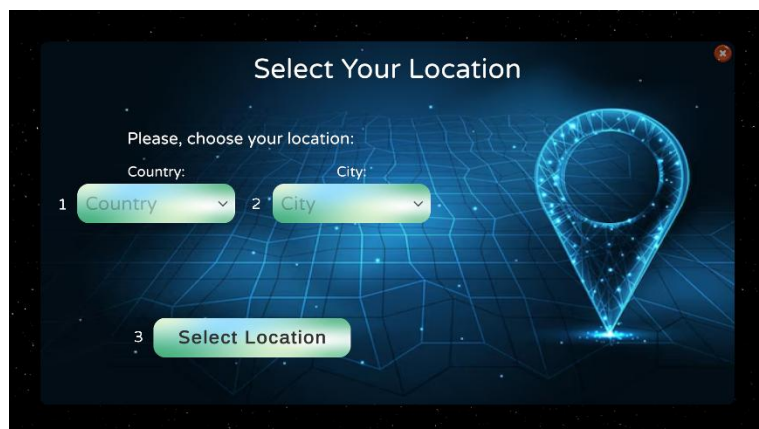 Select Your Location
Please, choose your location:
Country: City:
1 Country 2 City
3 Select Location